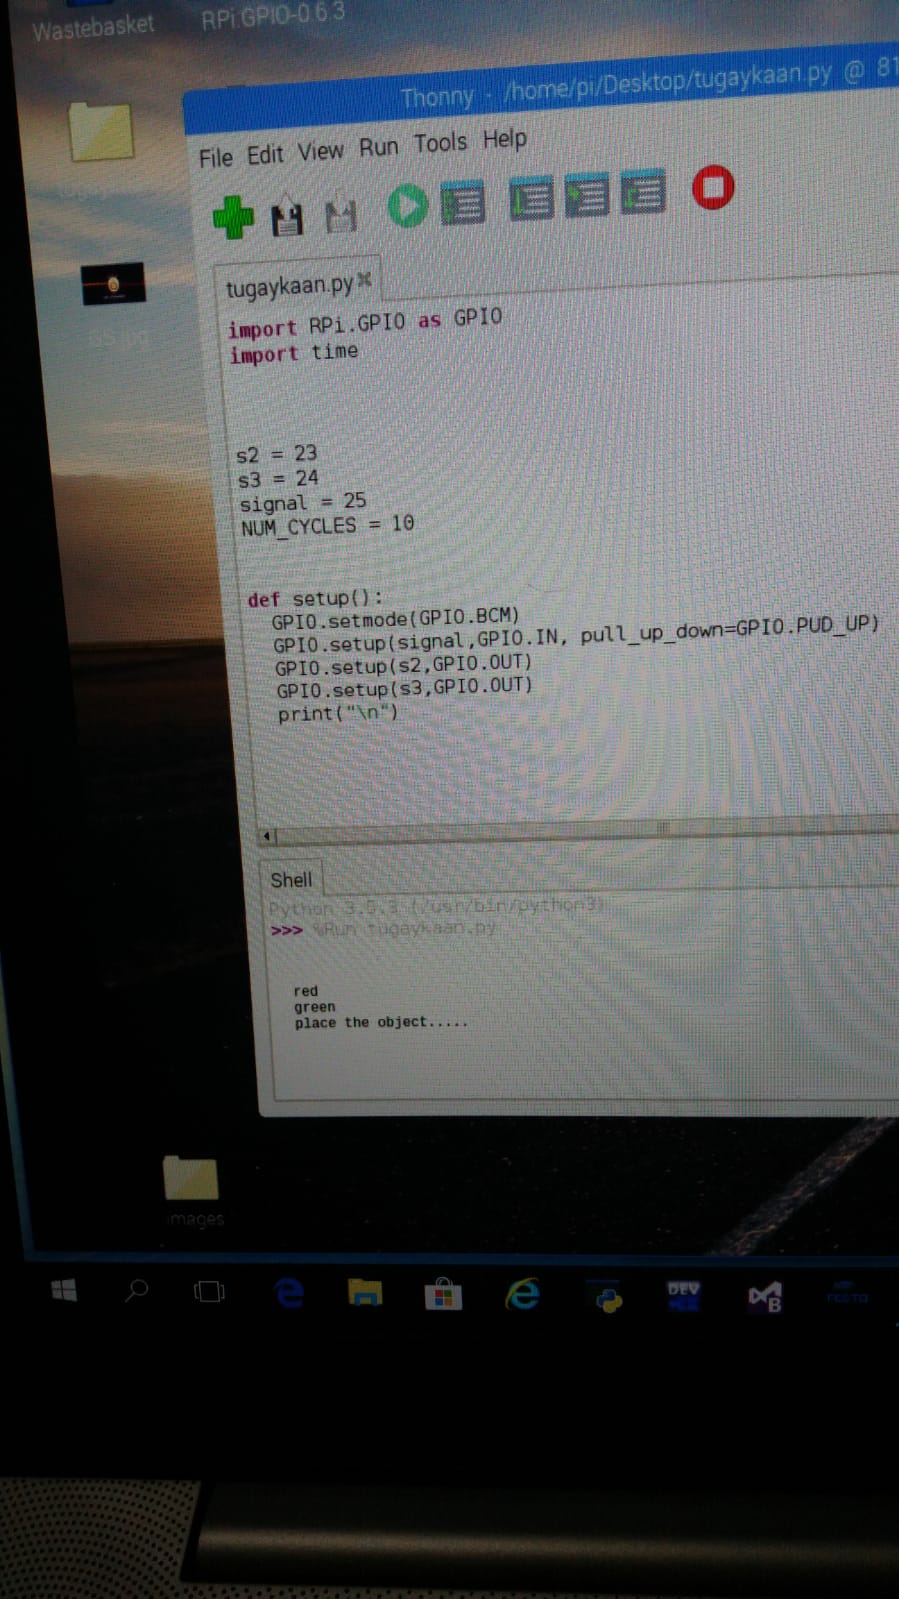 Wastebasket
RPi.GPIO-0.6.3
Thonny - /home/pi/Desktop/tugaykaan.py @ 81
File Edit View Run Tools Help
tugaykaan.py
import RPi.GPIO as GPIO
import time
s2 = 23
s3 = 24
signal = 25
NUM_CYCLES = 10
def setup():
GPIO.setmode(GPIO.BCM)
GPIO.setup(signal,GPIO.IN, pull_up_down=GPIO.PUD_UP)
GPIO.setup(s2,GPIO.OUT)
GPIO.setup(s3,GPIO.OUT)
print("\n")
Shell
Python 3.5.3 (/usr/bin/python3)
>>> %Run tugaykaan.py
red
green
place the object.....
images
DEV
B